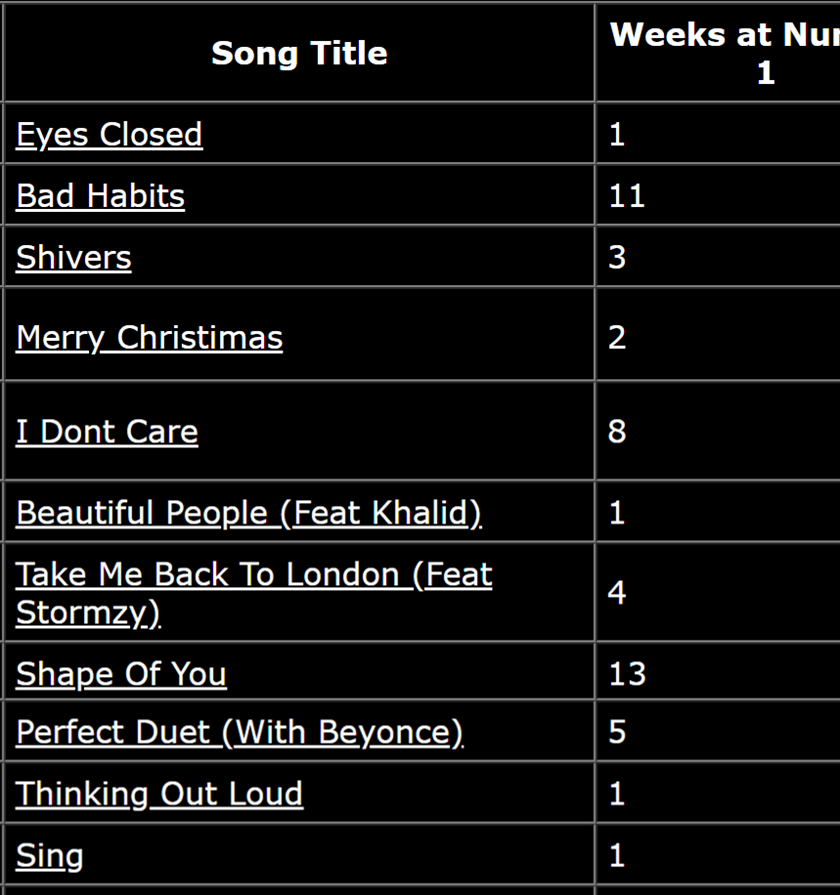 Song Title
Weeks at Nu
1
Eyes Closed
1
Bad Habits
11
Shivers
3
Merry Christimas
2
I Dont Care
8
Beautiful People (Feat Khalid)
1
Take Me Back To London (Feat
Stormzy)
4
Shape Of You
13
Perfect Duet (With Beyonce)
5
Thinking Out Loud
1
Sing
1